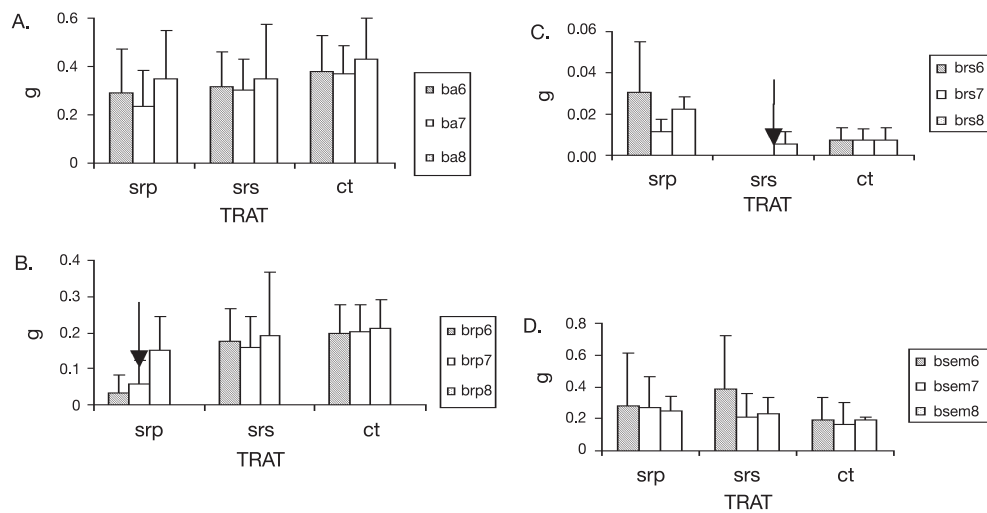 A.
0.6
0.4
0.2
0
g
srp srs ct
TRAT
ba6
ba7
ba8
B.
0.4
0.3
0.2
0.1
0
g
srp srs ct
TRAT
brp6
brp7
brp8
C.
0.06
0.04
0.02
0.00
g
srp srs ct
TRAT
brs6
brs7
brs8
D.
0.8
0.6
0.4
0.2
0
g
srp srs ct
TRAT
bsem6
bsem7
bsem8